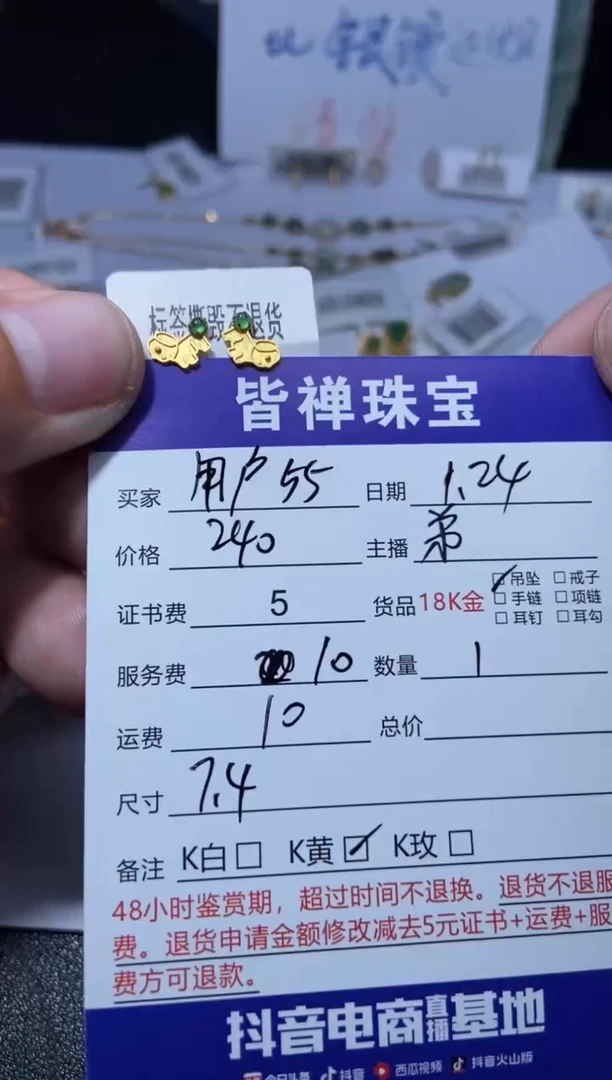 标签撕毁不退货
皆禅珠宝
买家 用户55 日期 1.24
价格 240 主播
证书费 5 货品 18K金 ☑吊坠 □戒子
□手链 □项链
□耳钉 □耳勾
服务费 10 数量 1
运费 10 总价
尺寸 7.4
备注 K白□ K黄☑ K玫□
48小时鉴赏期，超过时间不退换。退货不退服
费。退货申请金额修改减去5元证书+运费+服
费方可退款。
抖音电商直播基地
今日头条 抖音 西瓜视频 抖音火山版